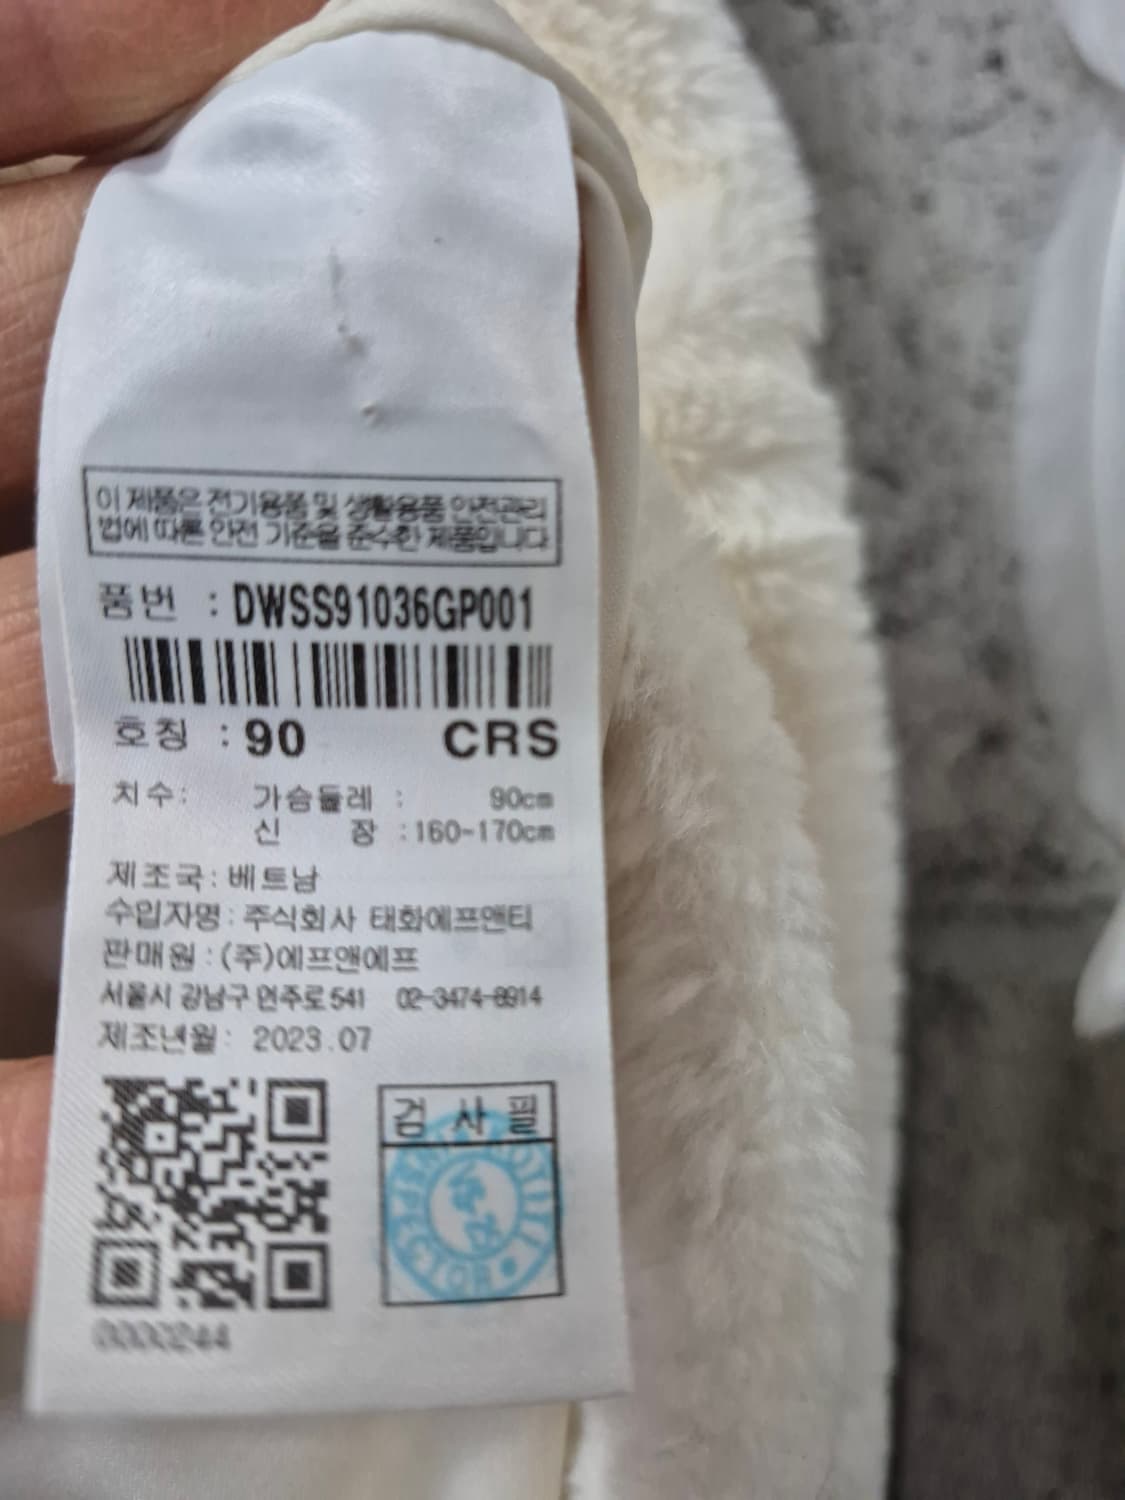 이 제품은 전기용품 및 생활용품 안전관리
법에 따른 안전 기준을 준수한 제품입니다
품번 : DWSS91036GP001
호칭 : 90 CRS
치수: 가슴둘레 : 90cm
신 장 : 160-170cm
제조국 : 베트남
수입자명 : 주식회사 태화에프앤티
판매원 : (주)에프앤에프
서울시 강남구 언주로 541 02-3474-8914
제조년월 : 2023.07
검 사 필
0000244